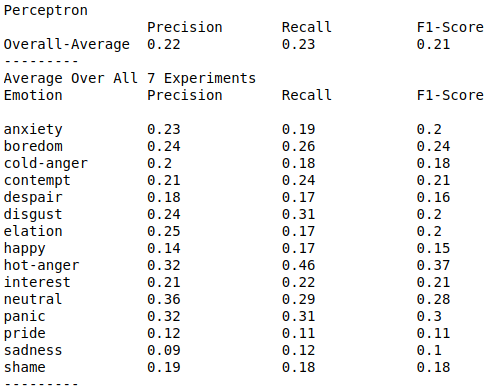 Perceptron
Precision Recall F1-Score
Overall-Average 0.22 0.23 0.21
---------
Average Over All 7 Experiments
Emotion Precision Recall F1-Score
anxiety 0.23 0.19 0.2
boredom 0.24 0.26 0.24
cold-anger 0.2 0.18 0.18
contempt 0.21 0.24 0.21
despair 0.18 0.17 0.16
disgust 0.24 0.31 0.2
elation 0.25 0.17 0.2
happy 0.14 0.17 0.15
hot-anger 0.32 0.46 0.37
interest 0.21 0.22 0.21
neutral 0.36 0.29 0.28
panic 0.32 0.31 0.3
pride 0.12 0.11 0.11
sadness 0.09 0.12 0.1
shame 0.19 0.18 0.18
---------